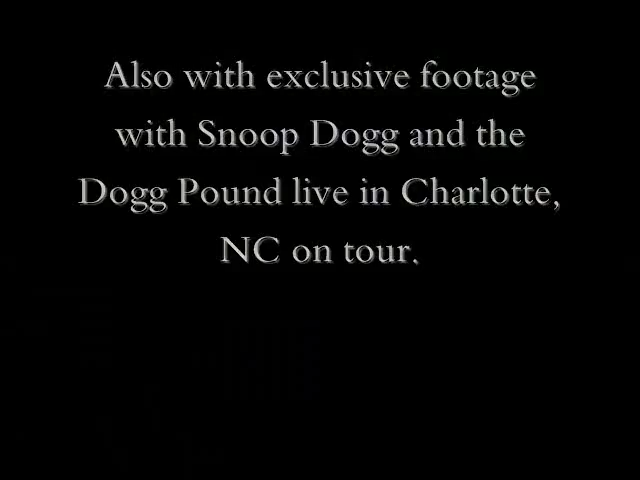 Also with exclusive footage
with Snoop Dogg and the
Dogg Pound live in Charlotte,
NC on tour.